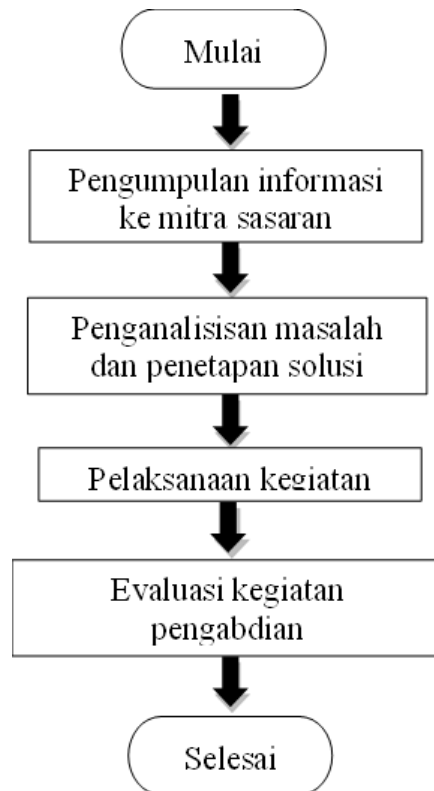 Mulai
Pengumpulan informasi
ke mitra sasaran
Penganalisisan masalah
dan penetapan solusi
Pelaksanaan kegiatan
Evaluasi kegiatan
pengabdian
Selesai